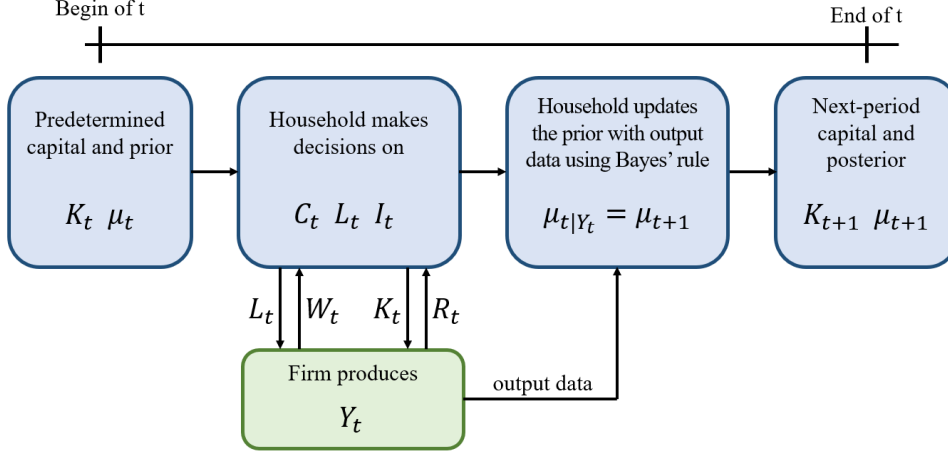 Begin of t
End of t
Predetermined
capital and prior
K_t μ_t
Household makes
decisions on
C_t L_t I_t
Household updates
the prior with output
data using Bayes’ rule
μ_{t|Y_t} = μ_{t+1}
Next-period
capital and
posterior
K_{t+1} μ_{t+1}
L_t W_t K_t R_t
Firm produces
Y_t
output data